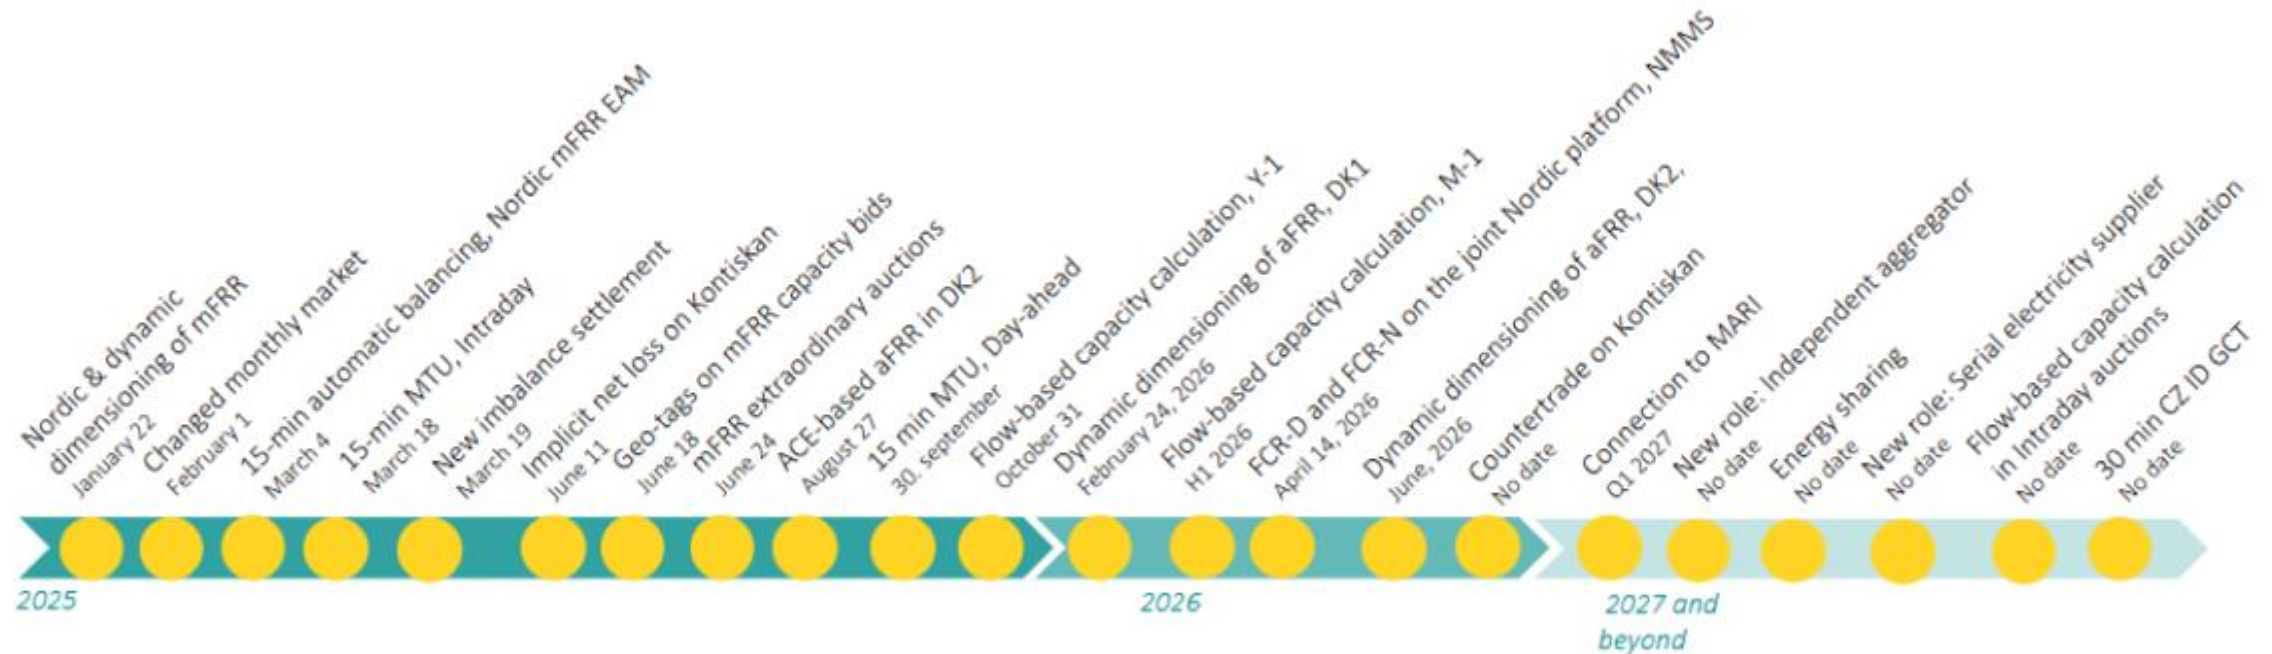 Nordic & dynamic
dimensioning of mFRR
January 22
Changed monthly market
February 1
15-min automatic balancing, Nordic mFRR EAM
March 4
15-min MTU, Intraday
March 18
New imbalance settlement
March 19
Implicit net loss on Kontiskan
June 11
Geo-tags on mFRR capacity bids
June 18
mFRR extraordinary auctions
June 24
ACE-based aFRR in DK2
August 27
15 min MTU, Day-ahead
30. september
Flow-based capacity calculation, Y-1
October 31
Dynamic dimensioning of aFRR, DK1
February 24, 2026
Flow-based capacity calculation, M-1
H1 2026
FCR-D and FCR-N on the joint Nordic platform, NMMS
April 14, 2026
Dynamic dimensioning of aFRR, DK2,
June, 2026
Countertrade on Kontiskan
No date
Connection to MARI
Q1 2027
New role: Independent aggregator
No date
Energy sharing
No date
New role: Serial electricity supplier
No date
Flow-based capacity calculation
in Intraday auctions
No date
30 min CZ ID GCT
No date
2025
2026
2027 and
beyond